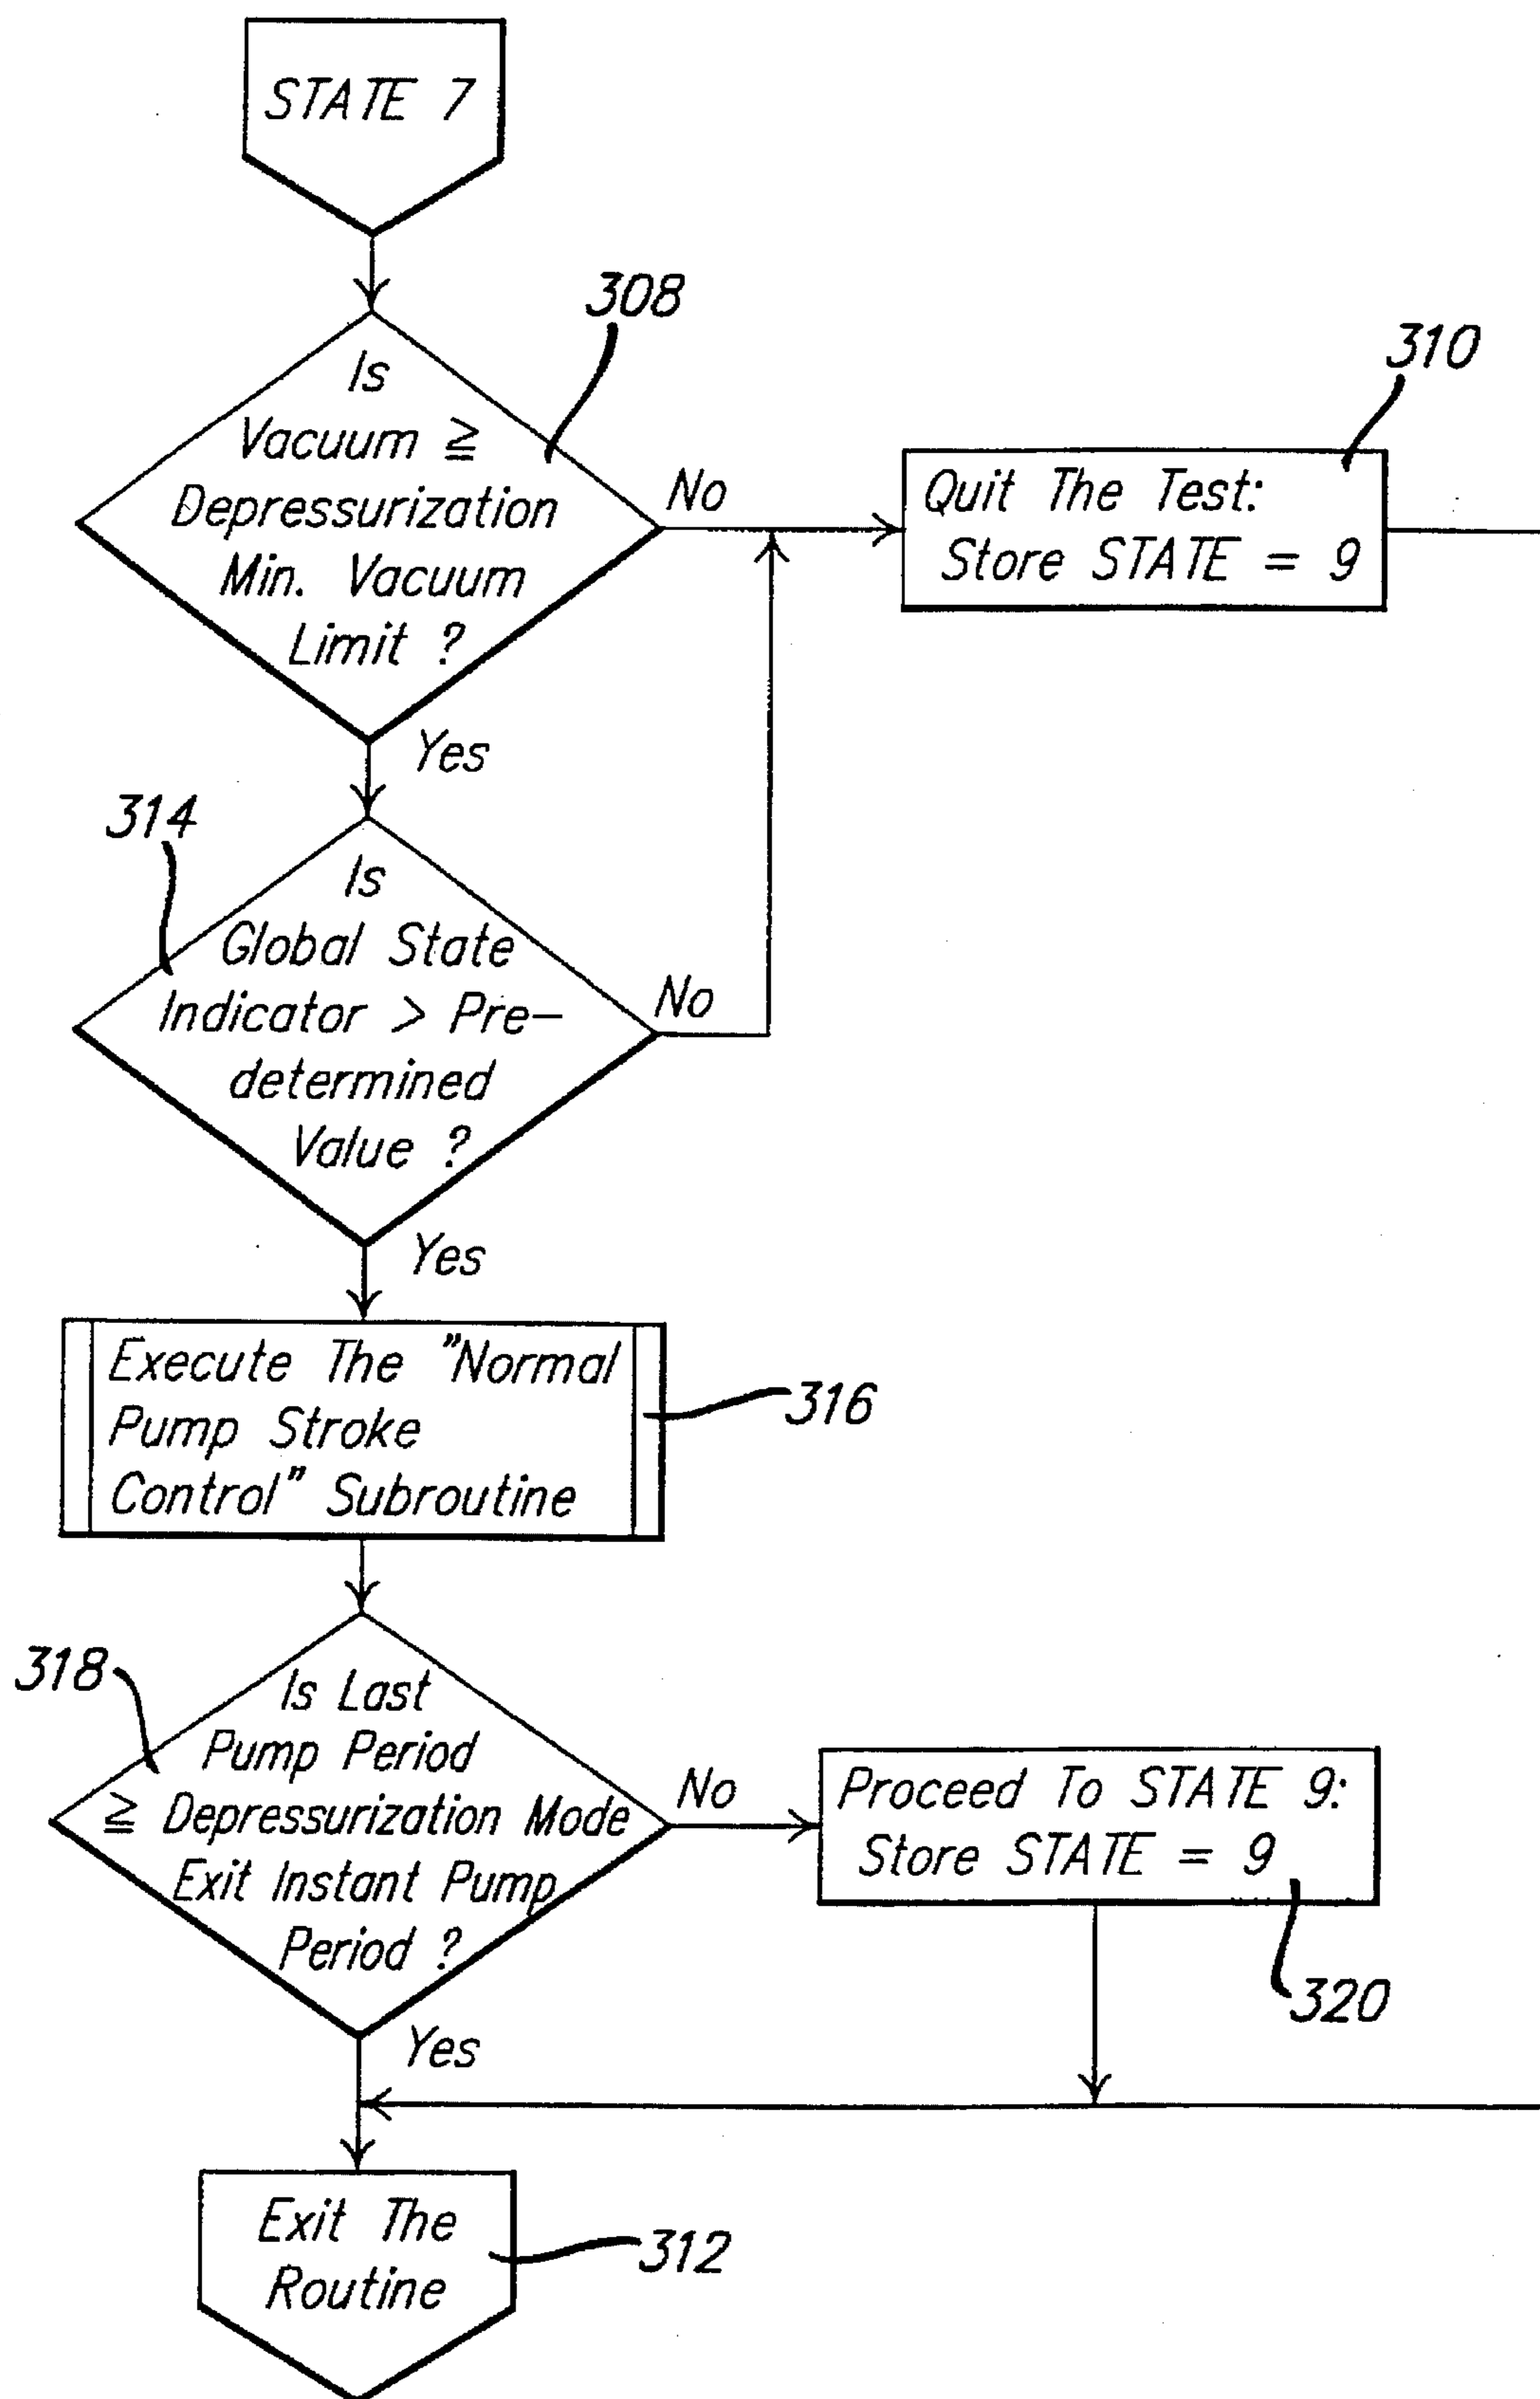 STATE 7
308
Is
Vacuum ≧
Depressurization
Min. Vacuum
Limit ?
No
310
Quit The Test:
Store STATE = 9
Yes
314
Is
Global State
Indicator > Pre-
determined
Value ?
No
Yes
Execute The "Normal
Pump Stroke
Control" Subroutine
316
318
Is Last
Pump Period
≧ Depressurization Mode
Exit Instant Pump
Period ?
No
Proceed To STATE 9:
Store STATE = 9
320
Yes
Exit The
Routine
312